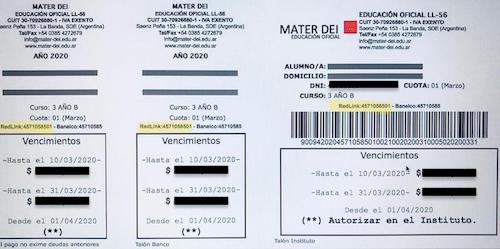 MATER DEI
EDUCACIÓN OFICIAL LL-56
CUIT 30-70926880-1 - IVA EXENTO
Saenz Peña 153 - La Banda, SDE (Argentina)
Tel/Fax +54 0385 4272679
info@mater-dei.edu.ar
www.mater-dei.edu.ar
AÑO 2020
Curso: 3 AÑO B
Cuota: 01 (Marzo)
RedLink:4571058501 - Banelco:45710585
Vencimientos
-Hasta el 10/03/2020-
$
-Hasta el 31/03/2020-
$
Desde el 01/04/2020
(**)
El pago no exime deudas anteriores
MATER DEI
EDUCACIÓN OFICIAL LL-56
CUIT 30-70926880-1 - IVA EXENTO
Saenz Peña 153 - La Banda, SDE (Argentina)
Tel/Fax +54 0385 4272679
info@mater-dei.edu.ar
www.mater-dei.edu.ar
AÑO 2020
Curso: 3 AÑO B
Cuota: 01 (Marzo)
RedLink:4571058501 - Banelco:45710585
Vencimientos
-Hasta el 10/03/2020-
$
-Hasta el 31/03/2020-
$
Desde el 01/04/2020
(**)
Talón Banco
MATER DEI
EDUCACIÓN OFICIAL
EDUCACIÓN OFICIAL LL-56
CUIT 30-70926880-1 - IVA EXENTO
Saenz Peña 153 - La Banda, SDE (Argentina)
Tel/Fax +54 0385 4272679
info@mater-dei.edu.ar
www.mater-dei.edu.ar
ALUMNO/A:
DOMICILIO:
DNI: CUOTA: 01 (Marzo)
CURSO: 3 AÑO B
RedLink:4571058501 - Banelco:45710585
Vencimientos
-Hasta el 10/03/2020- $
-Hasta el 31/03/2020- $
Desde el 01/04/2020
(**) Autorizar en el Instituto.
Talón Instituto